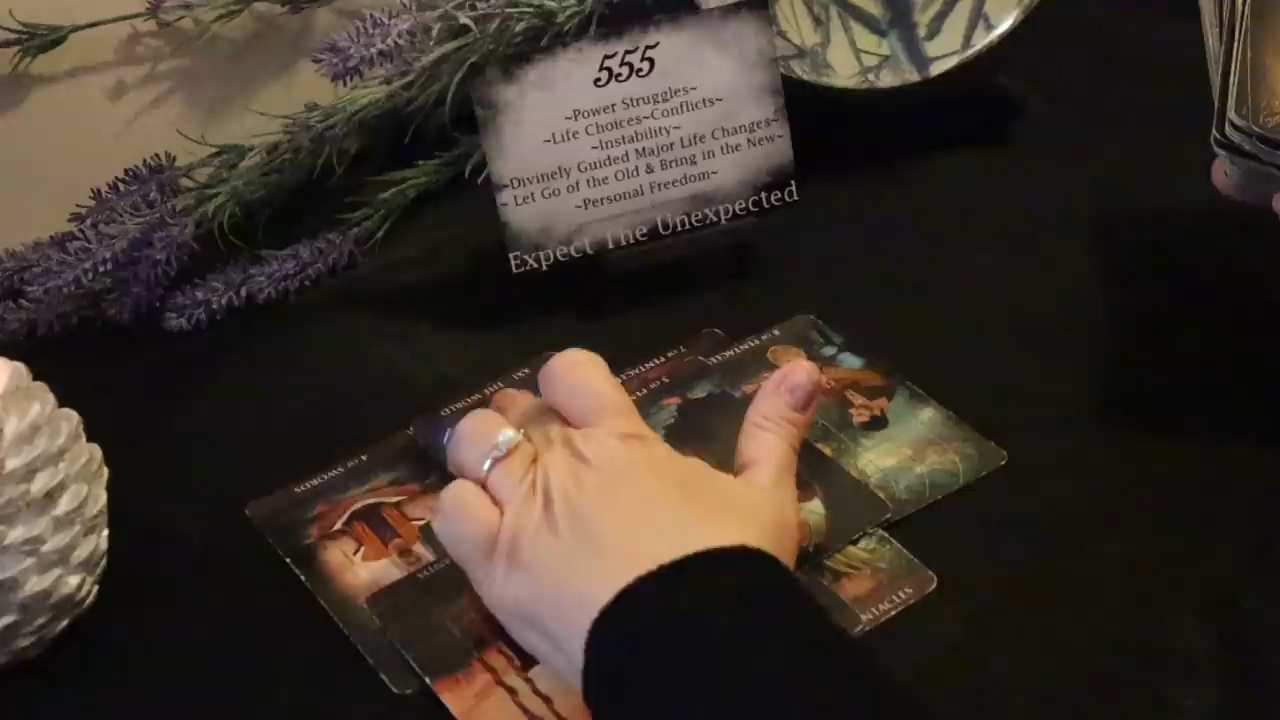 555
~Power Struggles~
~Life Choices~Conflicts~
~Instability~
~Divinely Guided Major Life Changes~
~ Let Go of the Old & Bring in the New~
~Personal Freedom~
Expect The Unexpected
8 OF PENTACLES
7 OF PENTACLES
5 OF
XXI THE WORLD
4 OF SWORDS